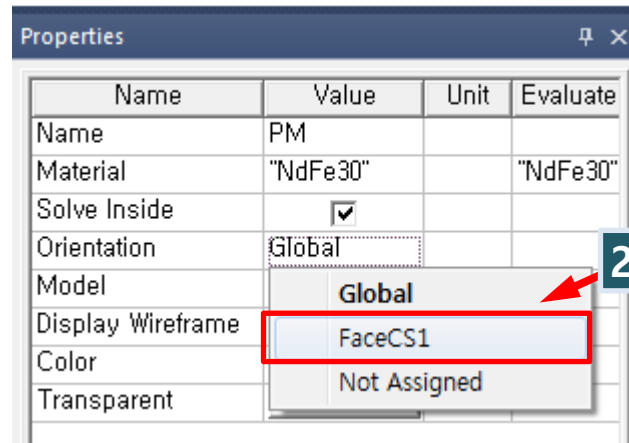 Properties
Name Value Unit Evaluate
Name PM
Material "NdFe30" "NdFe30"
Solve Inside
Orientation Global
Model
Global
Display Wireframe
FaceCS1
Color
Not Assigned
Transparent
2